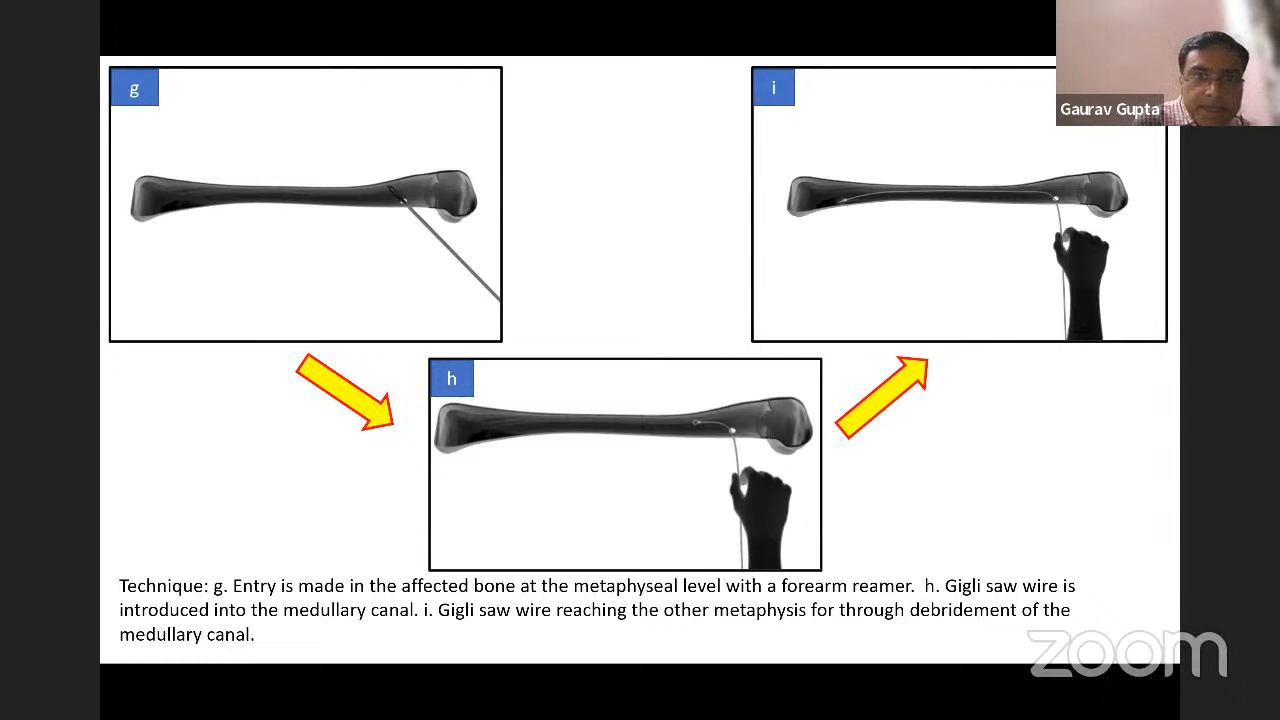 g
i
Gaurav Gupta
h
Technique: g. Entry is made in the affected bone at the metaphyseal level with a forearm reamer. h. Gigli saw wire is
introduced into the medullary canal. i. Gigli saw wire reaching the other metaphysis for through debridement of the
medullary canal.
zoom